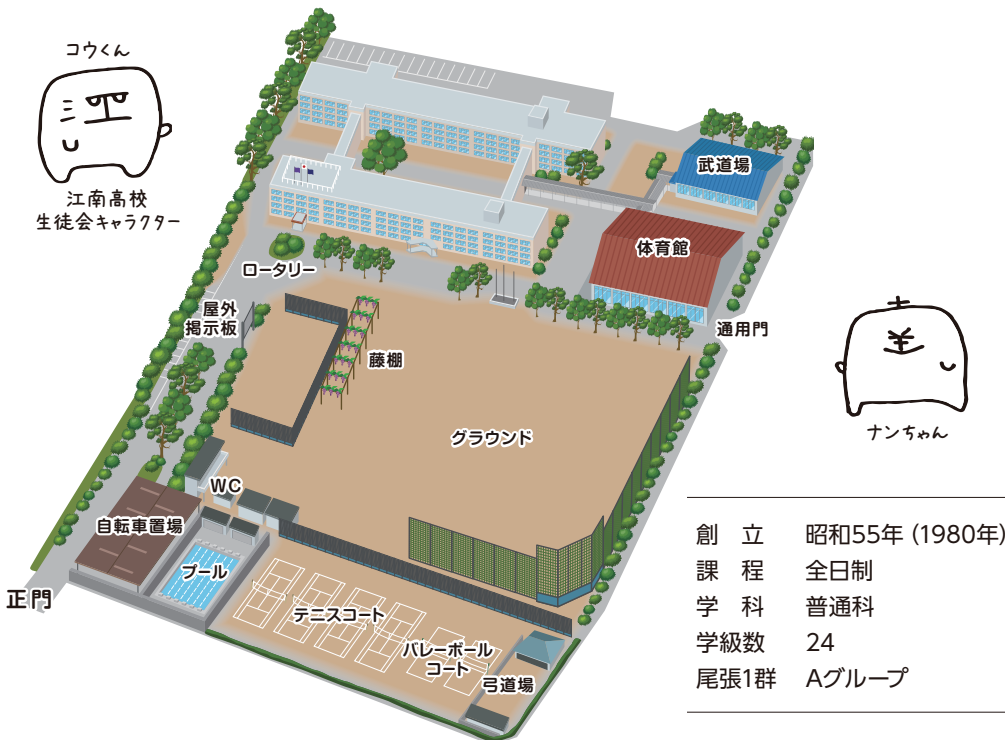 コウくん
江
江南高校
生徒会キャラクター
武道場
体育館
ロータリー
屋外
掲示板
通用門
藤棚
ナンちゃん
グラウンド
WC
自転車置場
プール
正門
テニスコート
バレーボール
コート
弓道場
創立 昭和55年 (1980年)
課程 全日制
学科 普通科
学級数 24
尾張1群 Aグループ